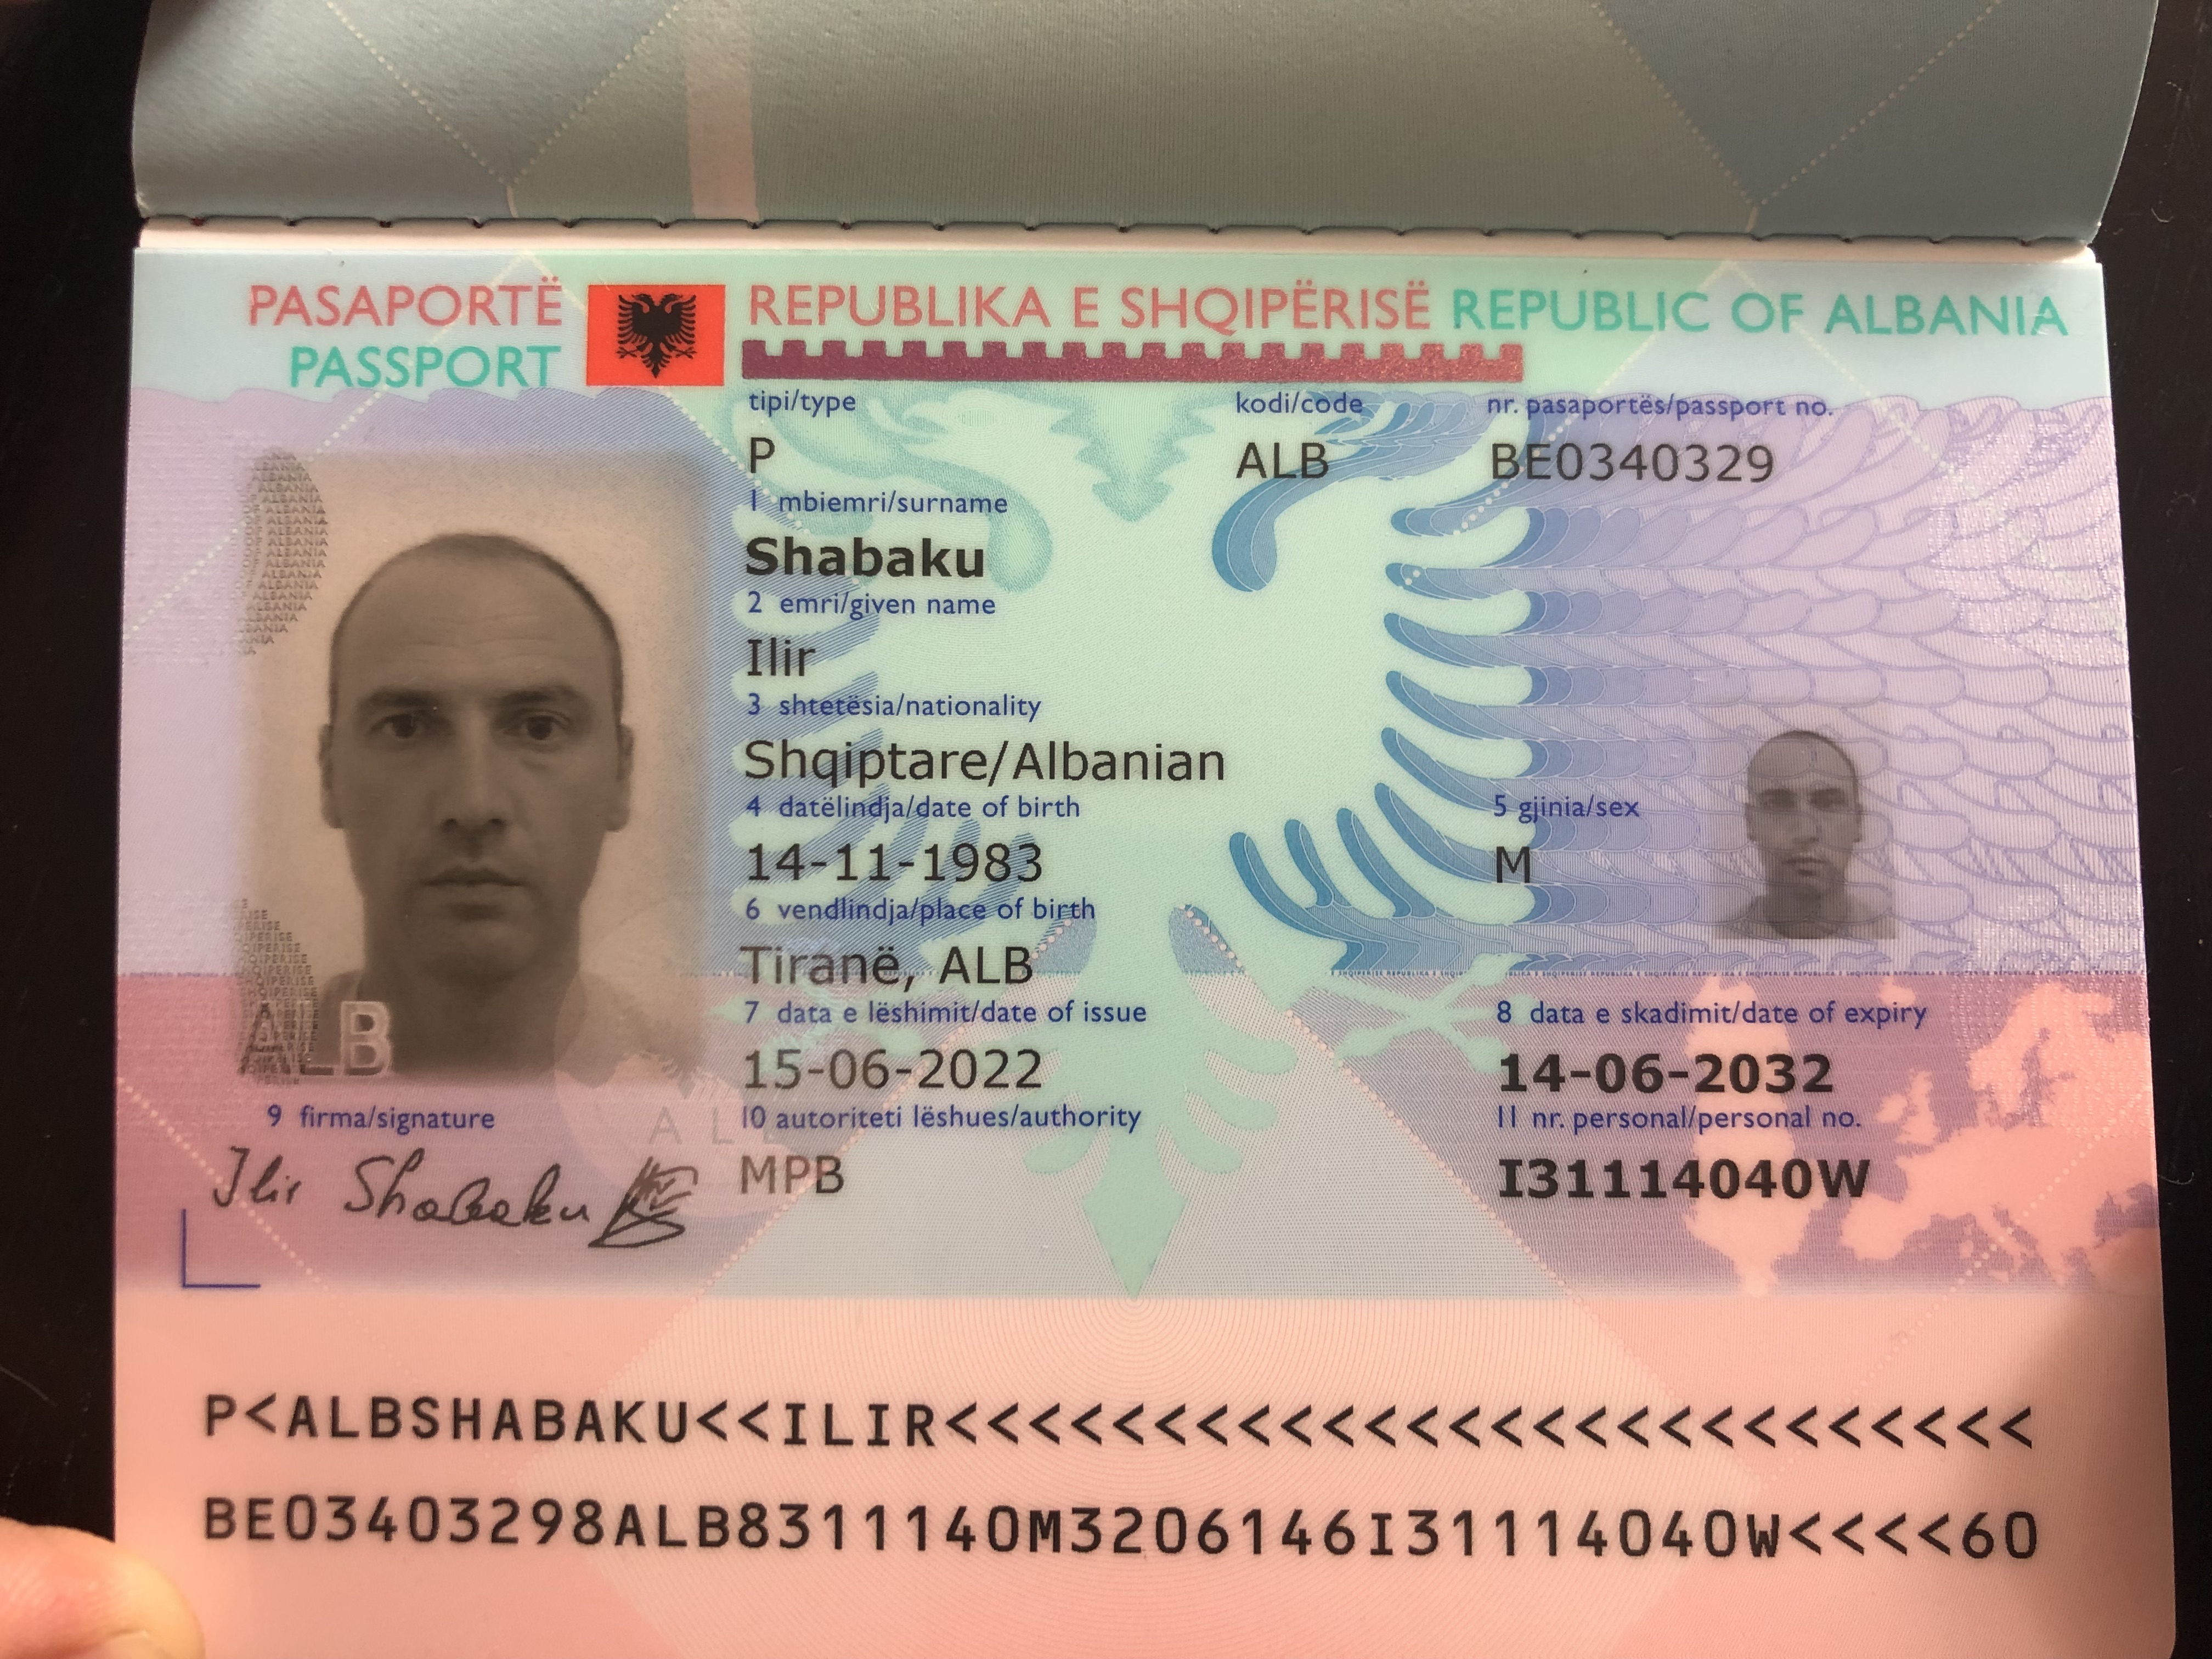 PASAPORTË REPUBLIKA E SHQIPËRISË REPUBLIC OF ALBANIA
PASSPORT
tipi/type kodi/code nr. pasaportës/passport no.
P ALB BE0340329
1 mbiemri/surname
Shabaku
2 emri/given name
Ilir
3 shtetësia/nationality
Shqiptare/Albanian
4 datëlindja/date of birth 5 gjinia/sex
14-11-1983 M
6 vendlindja/place of birth
Tiranë, ALB
7 data e lëshimit/date of issue 8 data e skadimit/date of expiry
15-06-2022 14-06-2032
9 firma/signature 10 autoriteti lëshues/authority 11 nr. personal/personal no.
Ilir Shabaku MPB I31114040W
ALB
P<ALBSHABAKU<<ILIR<<<<<<<<<<<<<<<<<<<<<<<<<<
BE03403298ALB8311140M3206146I31114040W<<<<60